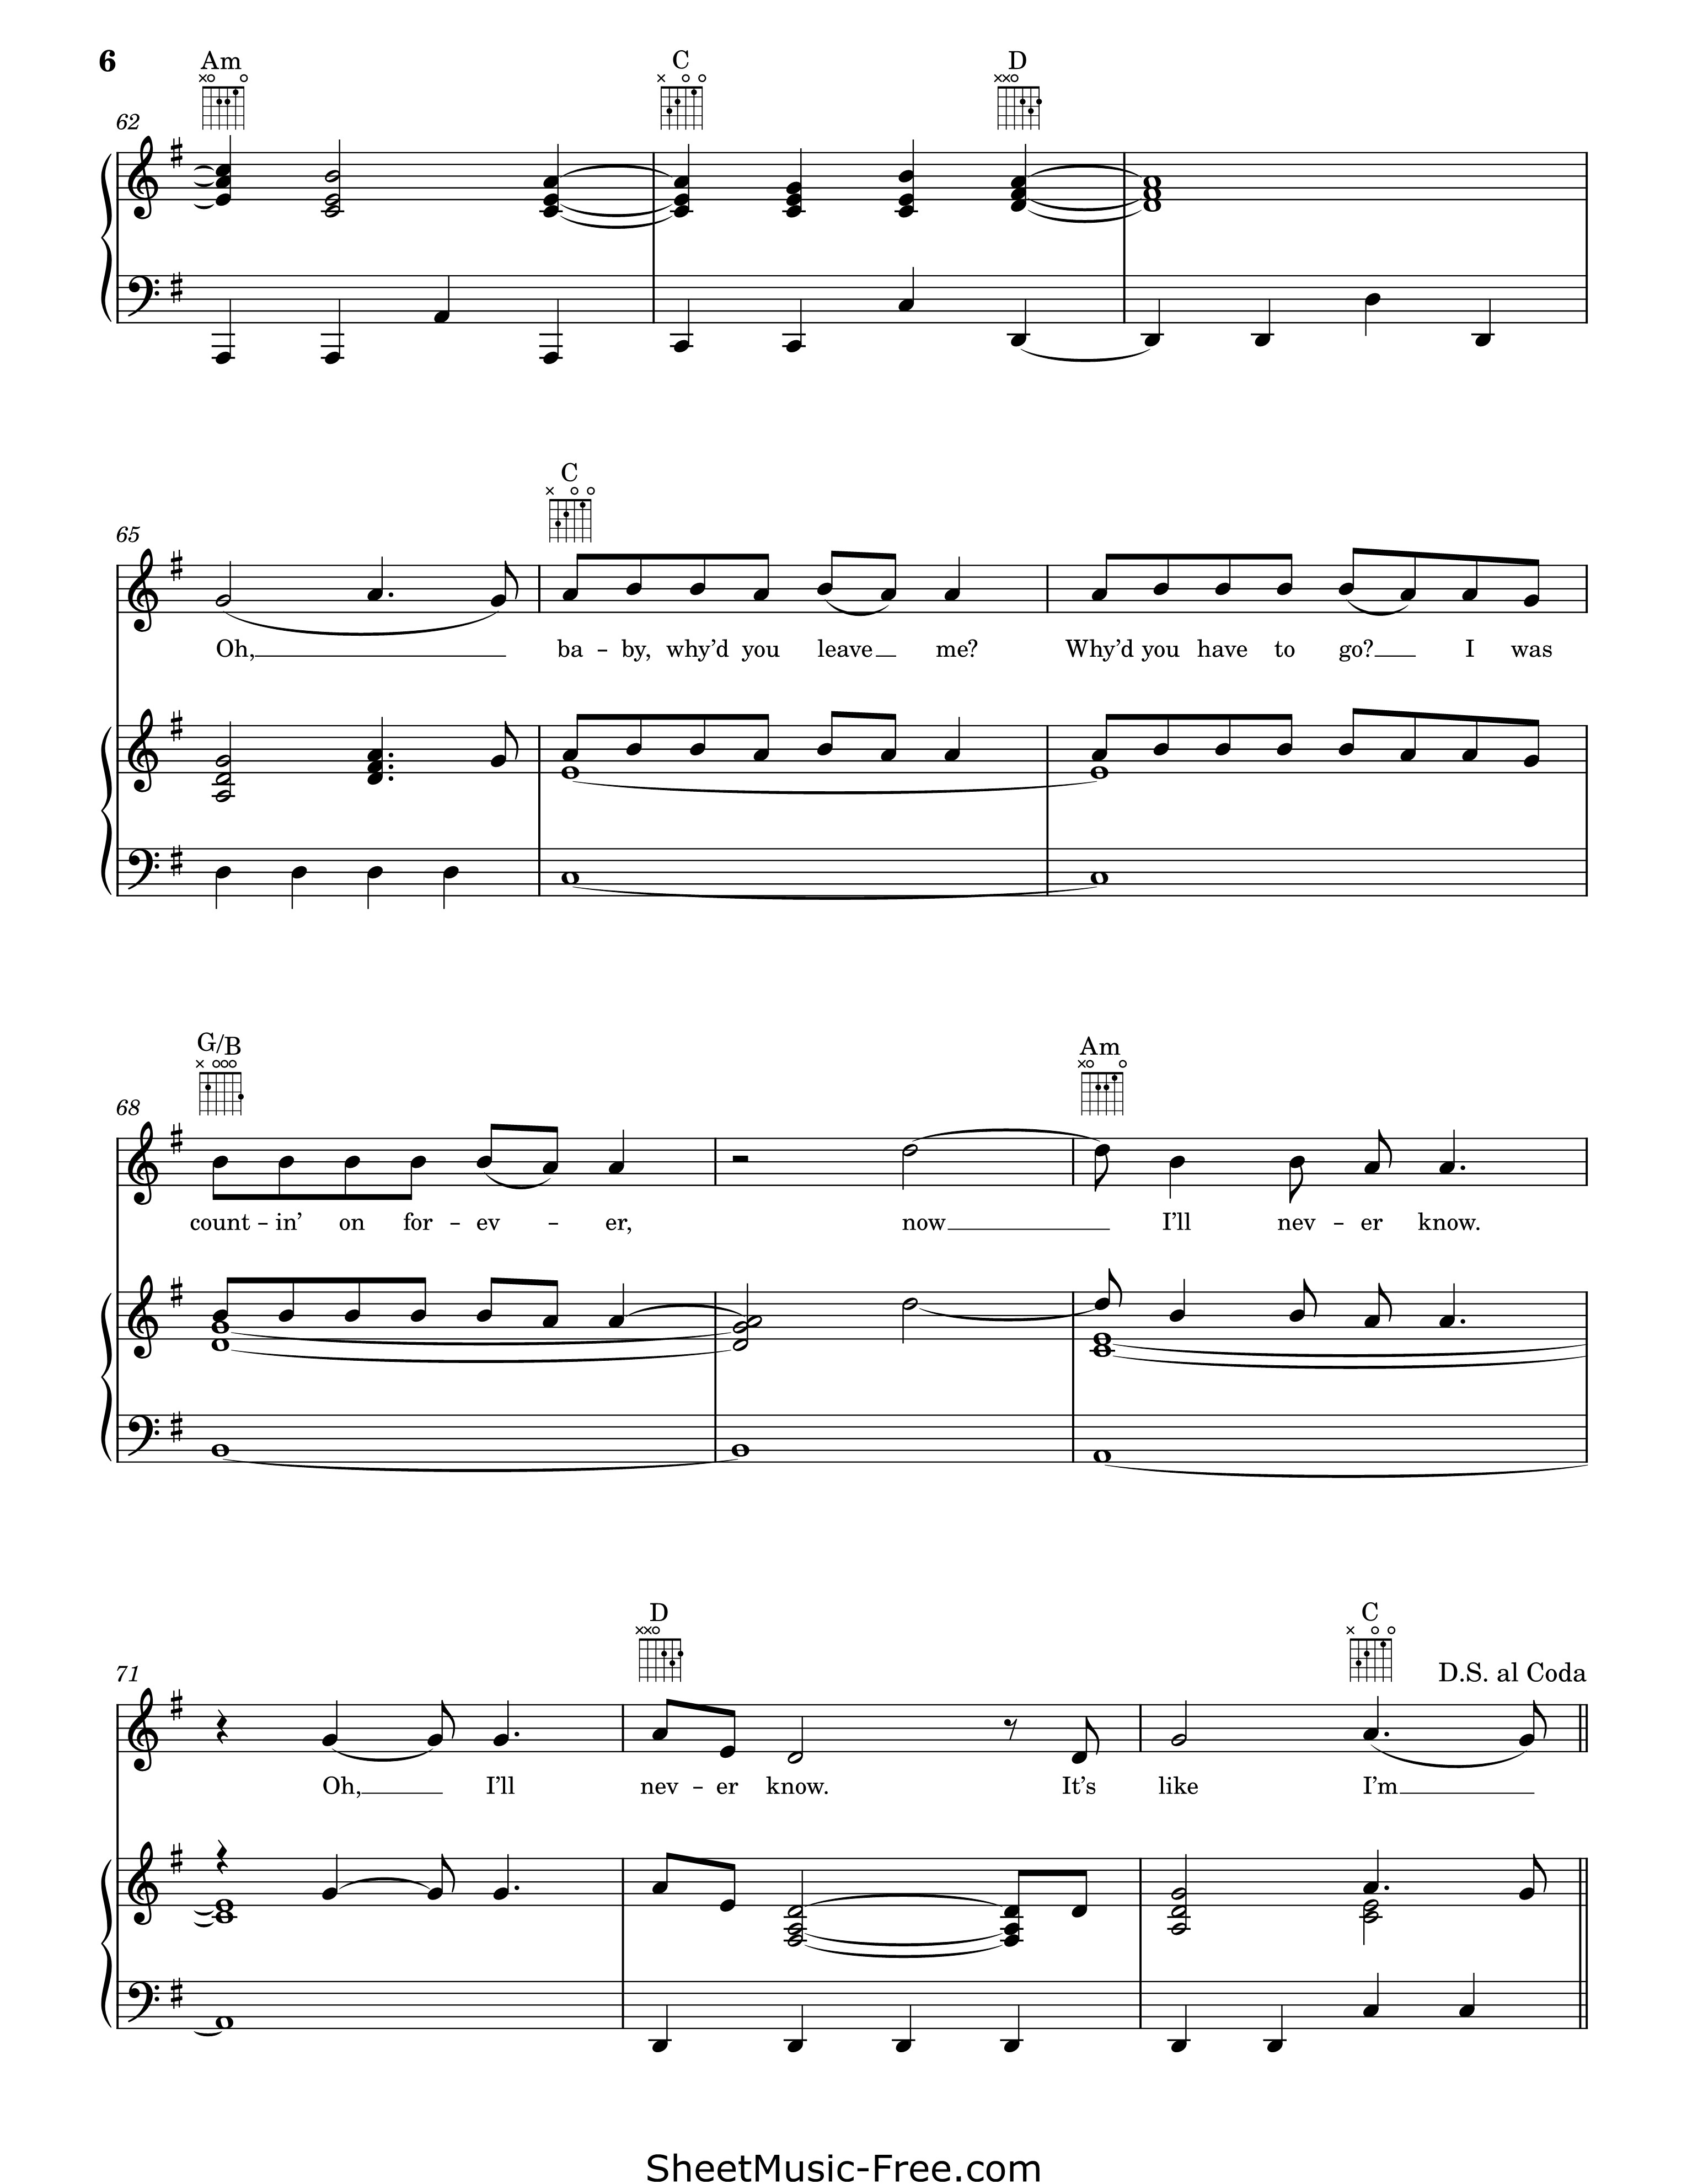 6
Am C D
62
C
65
Oh, ba - by, why’d you leave me? Why’d you have to go? I was
G/B Am
68
count - in’ on for - ev - er, now I’ll nev - er know.
D C
71
D.S. al Coda
Oh, I’ll nev - er know. It’s like I’m
SheetMusic-Free.com